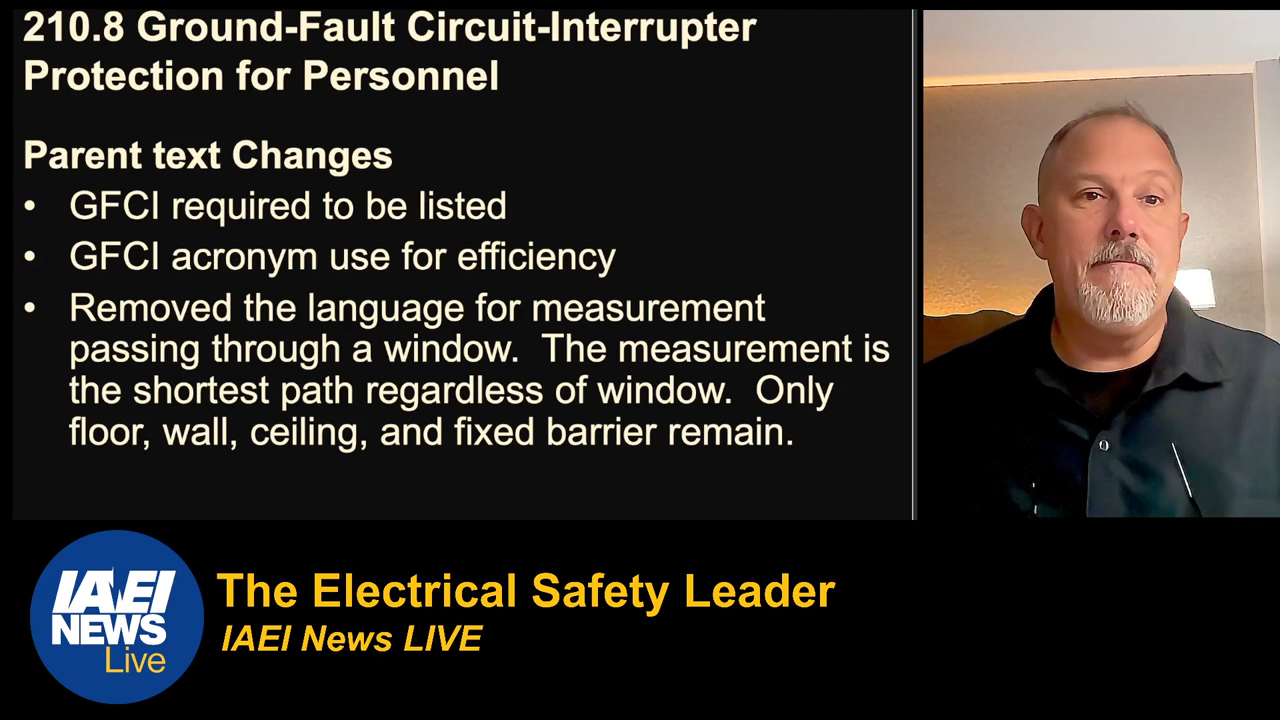 210.8 Ground-Fault Circuit-Interrupter
Protection for Personnel
Parent text Changes
• GFCI required to be listed
• GFCI acronym use for efficiency
• Removed the language for measurement
passing through a window. The measurement is
the shortest path regardless of window. Only
floor, wall, ceiling, and fixed barrier remain.
IAEI
NEWS
Live
The Electrical Safety Leader
IAEI News LIVE